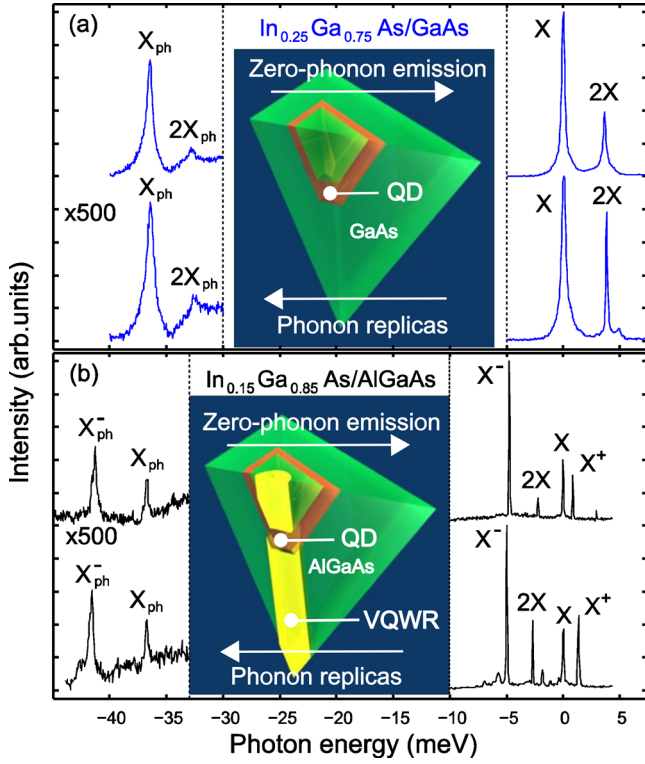 (a)
In0.25Ga0.75As/GaAs
Xph
2Xph
Zero-phonon emission
X
2X
QD
GaAs
x500
Xph
2Xph
X
2X
Phonon replicas
(b)
In0.15Ga0.85 As/AlGaAs
X-ph
Xph
Zero-phonon emission
X-
2X
X
X+
QD
AlGaAs
x500
X-ph
Xph
VQWR
X-
2X
X
X+
Phonon replicas
Intensity (arb.units)
−40 −35 −30 −25 −20 −15 −10 −5 0 5
Photon energy (meV)